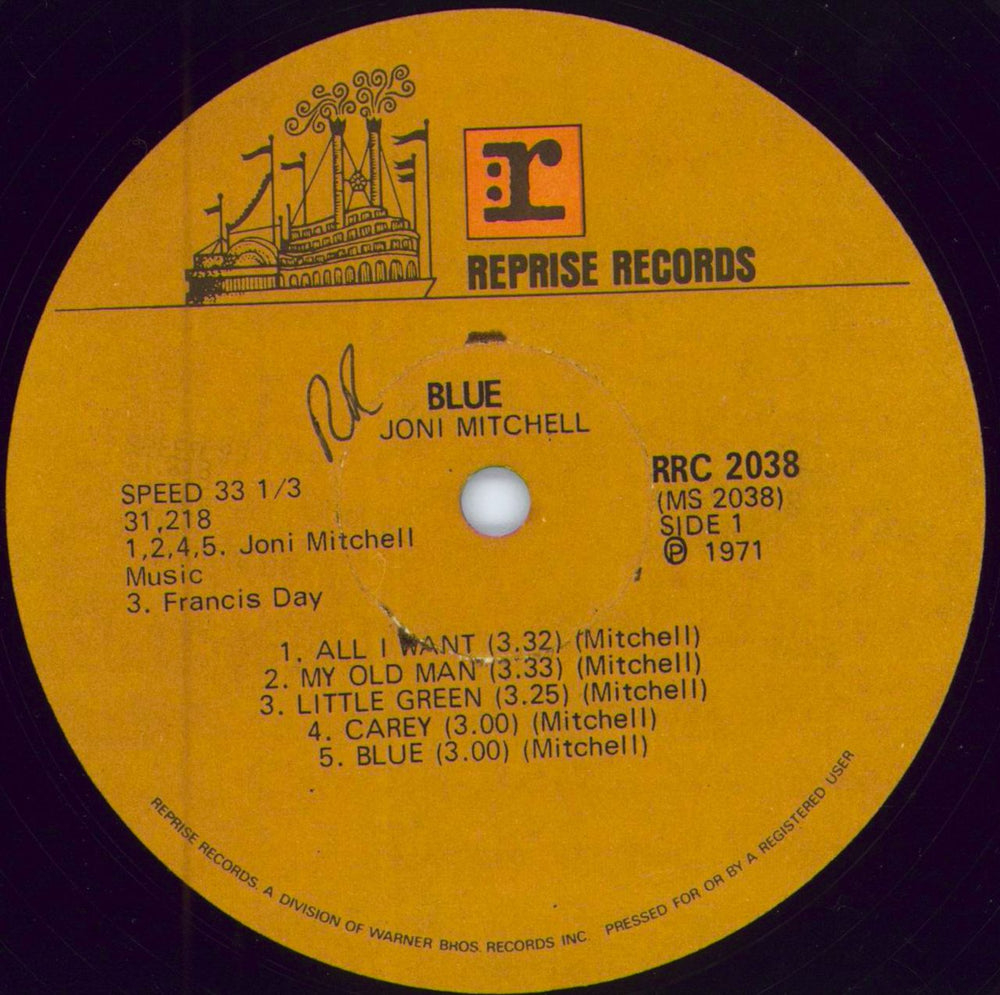 r:
REPRISE RECORDS
BLUE
JONI MITCHELL
SPEED 33 1/3
31,218
1,2,4,5. Joni Mitchell
Music
3. Francis Day
RRC 2038
(MS 2038)
SIDE 1
Ⓟ 1971
1. ALL I WANT (3.32) (Mitchell)
2. MY OLD MAN (3.33) (Mitchell)
3. LITTLE GREEN (3.25) (Mitchell)
4. CAREY (3.00) (Mitchell)
5. BLUE (3.00) (Mitchell)
REPRISE RECORDS. A DIVISION OF WARNER BROS. RECORDS INC. PRESSED FOR OR BY A REGISTERED USER